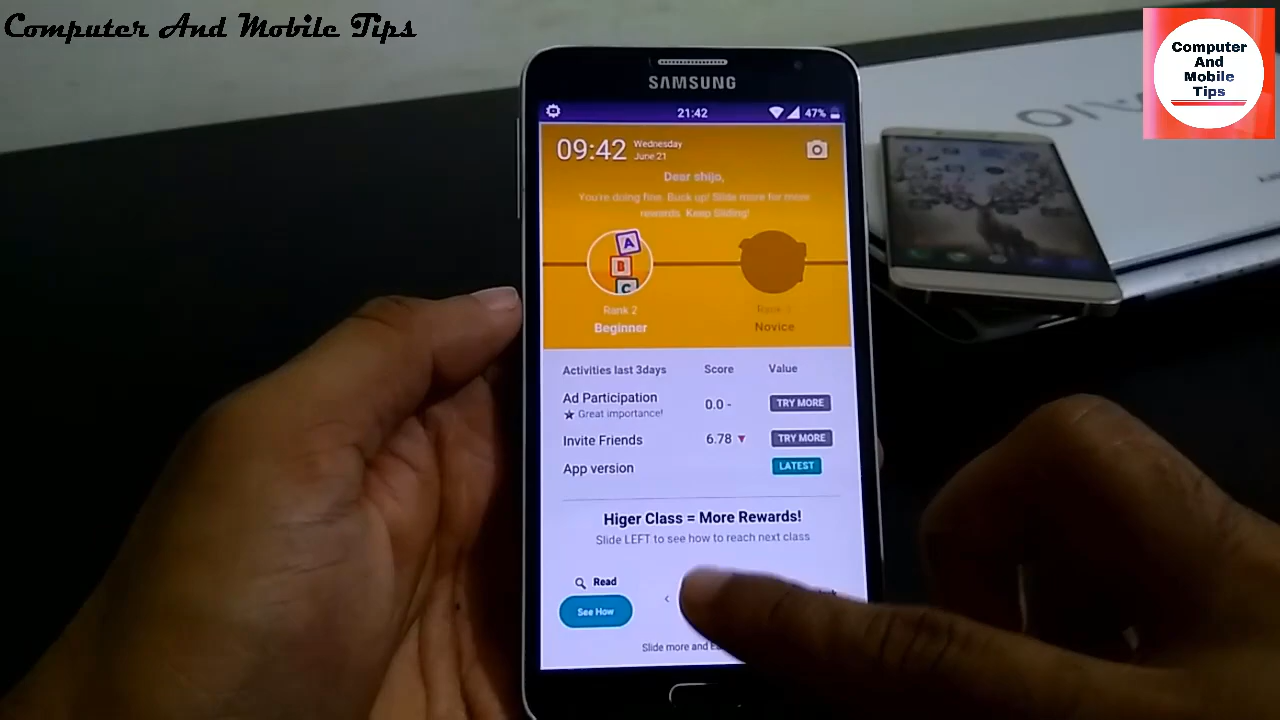 Computer And Mobile Tips
Computer
And
Mobile
Tips
SAMSUNG
21:42
47%
09:42
Wednesday
June 21
Dear shijo,
You're doing fine. Buck up! Slide more for more
rewards. Keep Sliding!
A
B
C
Rank 2
Beginner
Rank
Novice
Activities last 3days Score Value
Ad Participation 0.0 - TRY MORE
★ Great importance!
Invite Friends 6.78 ▼ TRY MORE
App version LATEST
Higer Class = More Rewards!
Slide LEFT to see how to reach next class
Read
See How
<
Slide more and